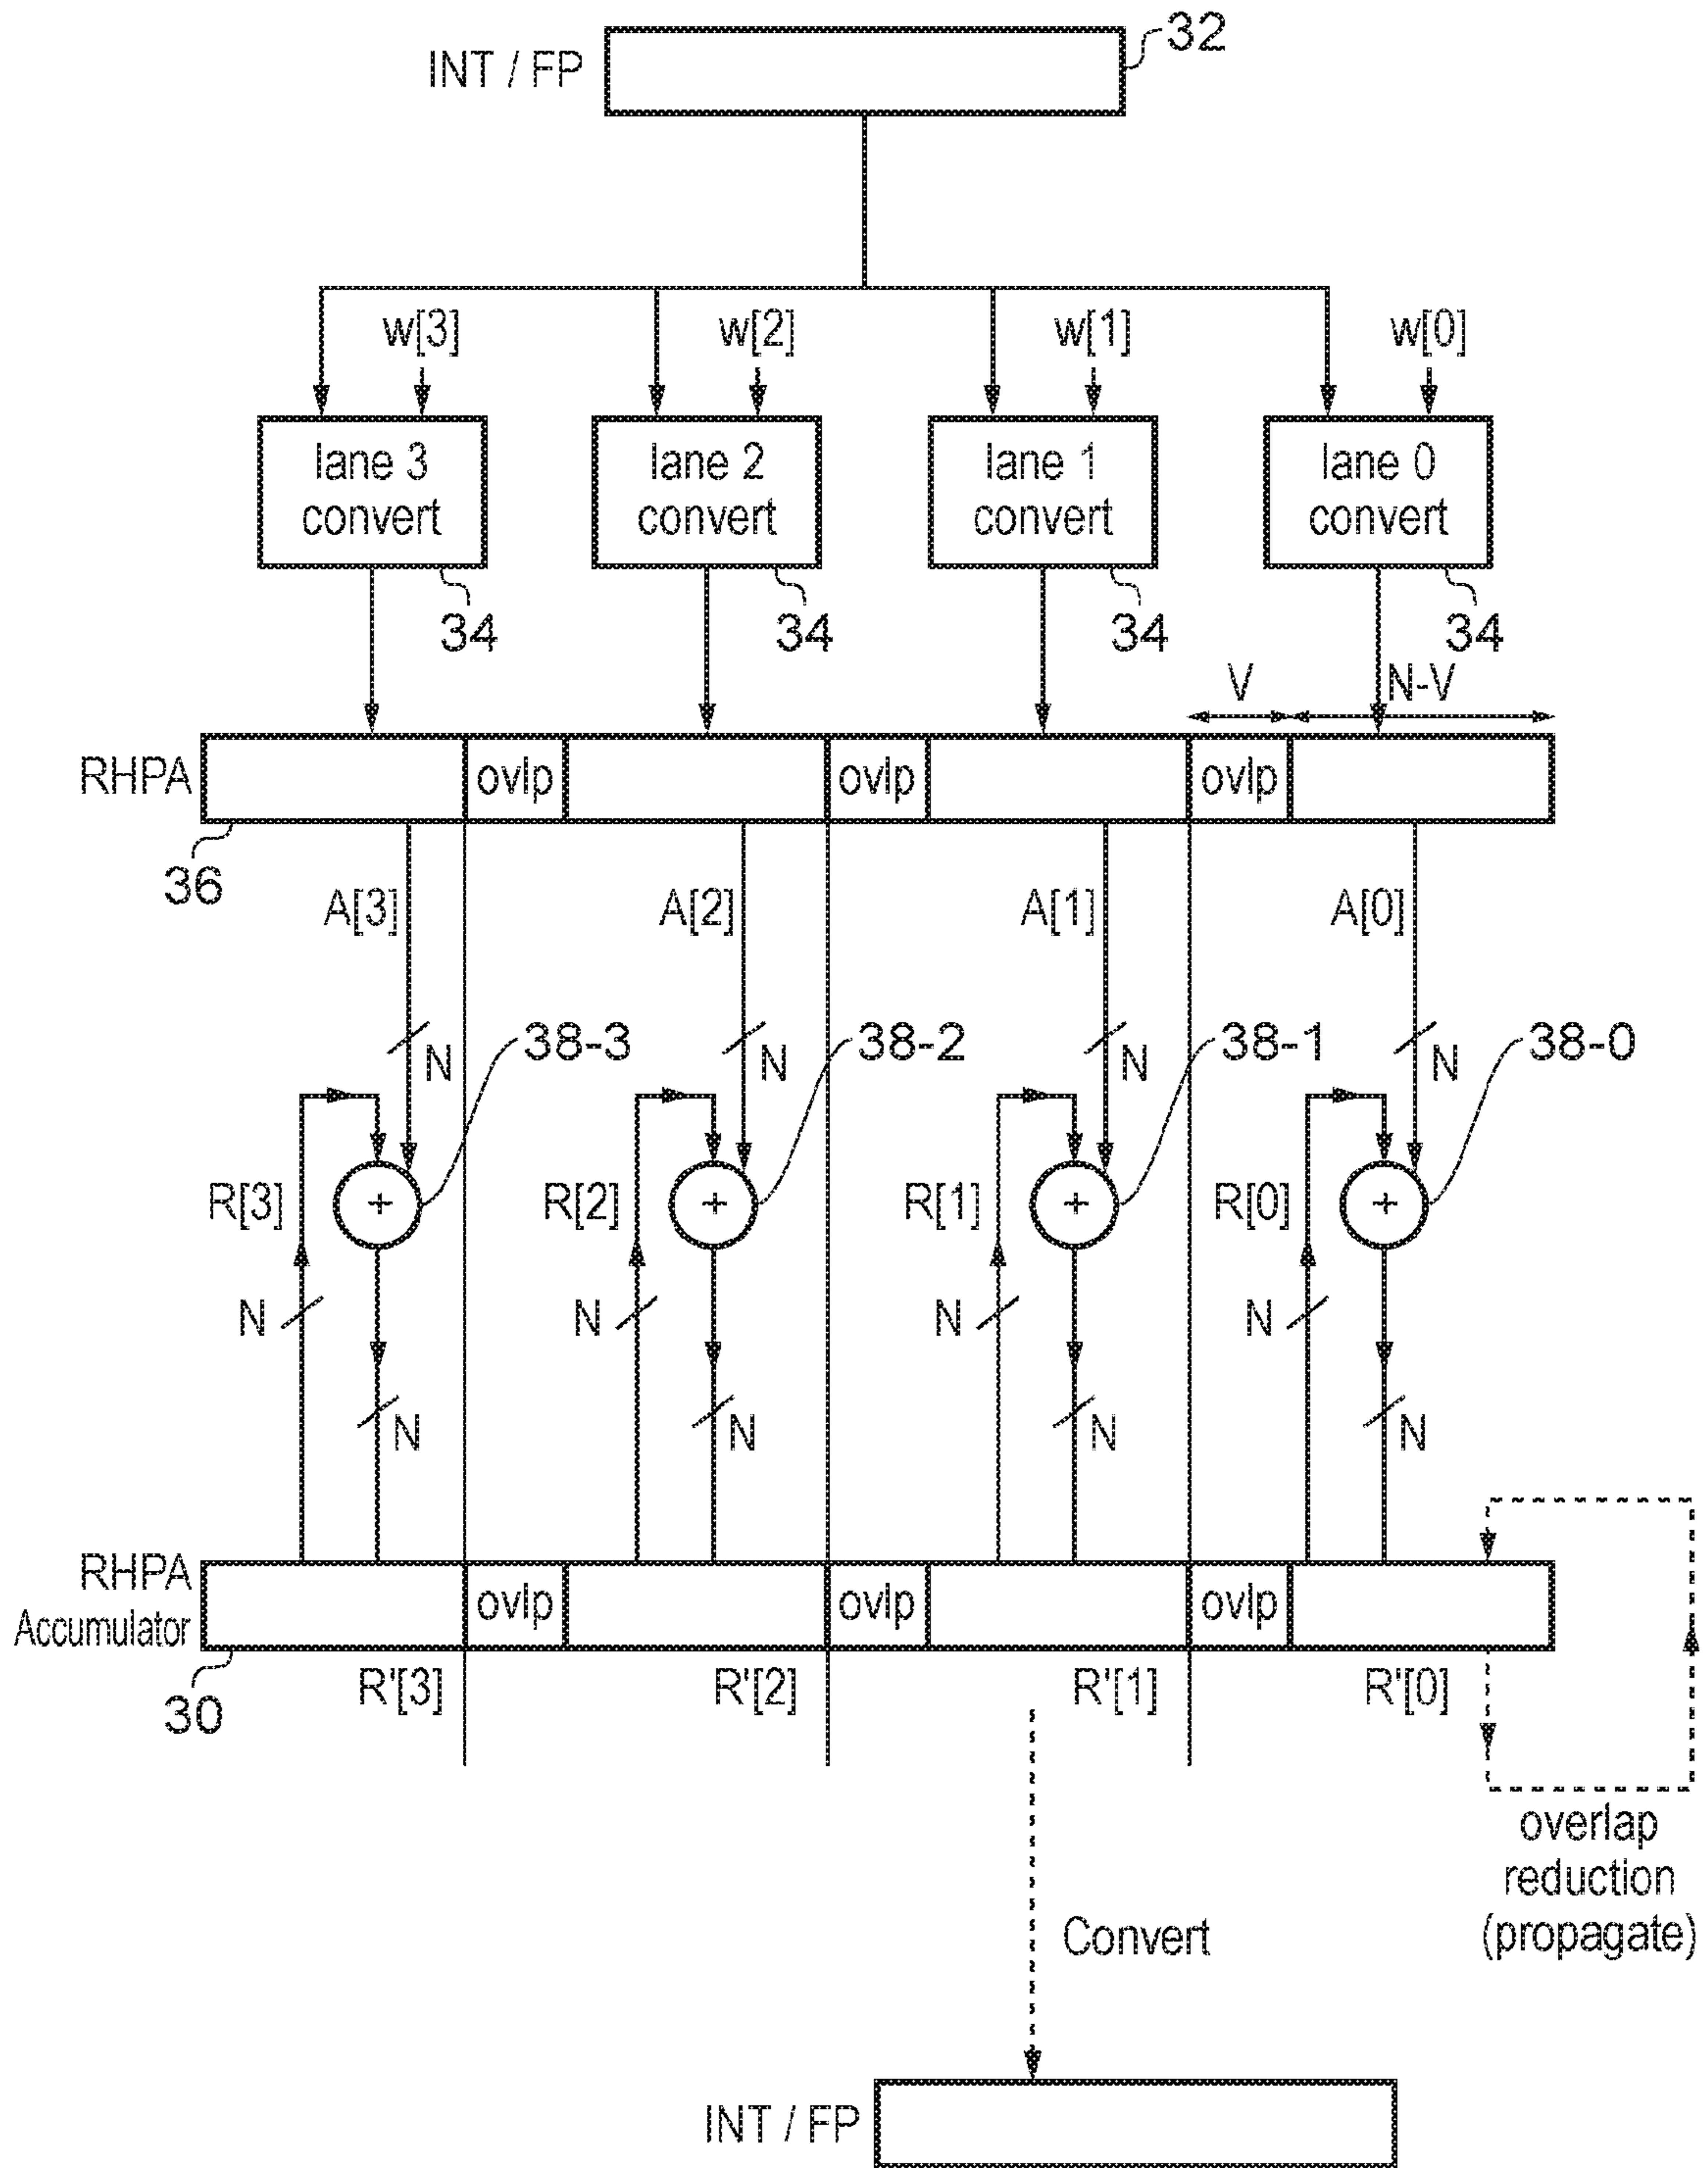 32
INT / FP
w[3] w[2] w[1] w[0]
lane 3 convert
lane 2 convert
lane 1 convert
lane 0 convert
34 34 34 34
V N-V
RHPA ovlp ovlp ovlp
36
A[3] A[2] A[1] A[0]
38-3 38-2 38-1 38-0
N N N N
R[3] + R[2] + R[1] + R[0] +
N N N N
N N N N
RHPA
Accumulator
ovlp ovlp ovlp
30
R'[3] R'[2] R'[1] R'[0]
overlap
reduction
(propagate)
Convert
INT / FP